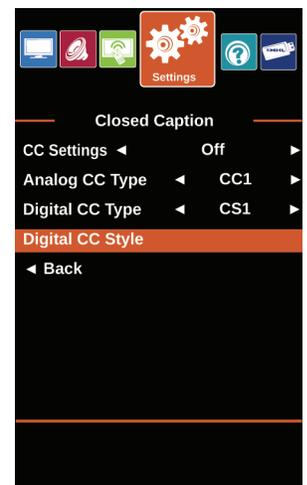 Settings
Closed Caption
CC Settings ◄ Off ►
Analog CC Type ◄ CC1 ►
Digital CC Type ◄ CS1 ►
Digital CC Style
◄ Back